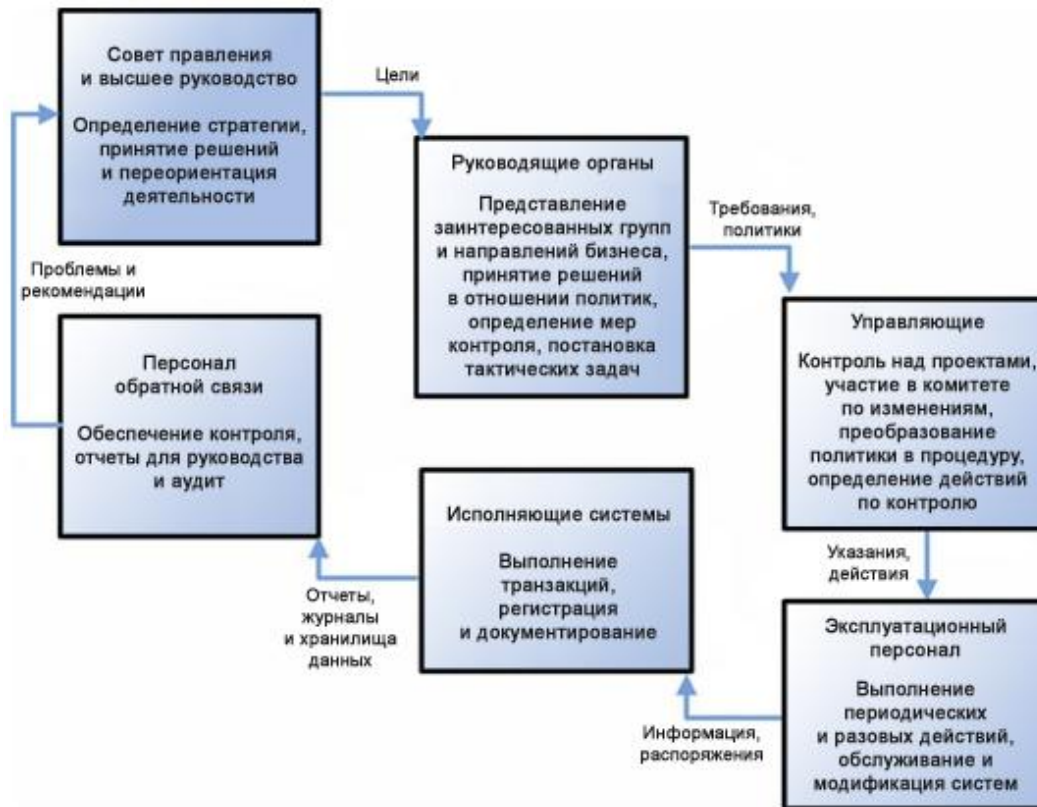 Совет правления
и высшее руководство
Определение стратегии,
принятие решений
и переориентация
деятельности
Цели
Руководящие органы
Представление
заинтересованных групп
и направлений бизнеса,
принятие решений
в отношении политик,
определение мер
контроля, постановка
тактических задач
Требования,
политики
Управляющие
Контроль над проектами,
участие в комитете
по изменениям,
преобразование
политики в процедуру,
определение действий
по контролю
Указания,
действия
Эксплуатационный
персонал
Выполнение
периодических
и разовых действий,
обслуживание и
модификация систем
Информация,
распоряжения
Исполняющие системы
Выполнение
транзакций,
регистрация
и документирование
Отчеты,
журналы
и хранилища
данных
Персонал
обратной связи
Обеспечение контроля,
отчеты для руководства
и аудит
Проблемы и
рекомендации